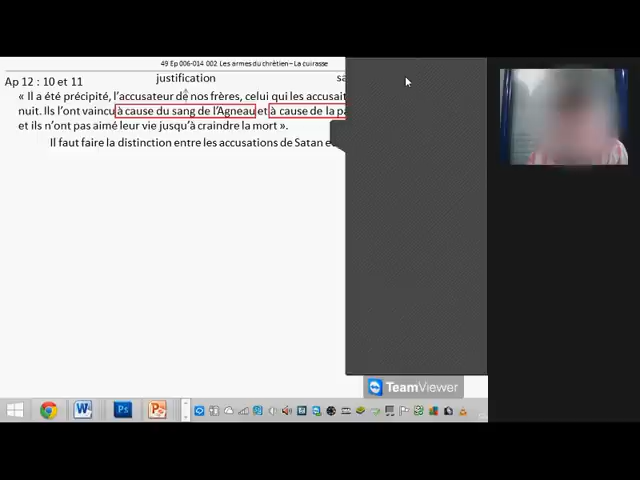 49 Ep 006-014 002 Les armes du chrétien – La cuirasse
justification
Ap 12 : 10 et 11
« Il a été précipité, l’accusateur de nos frères, celui qui les accusait
nuit. Ils l’ont vaincu à cause du sang de l’Agneau et à cause de la
et ils n’ont pas aimé leur vie jusqu’à craindre la mort ».
Il faut faire la distinction entre les accusations de Satan
TeamViewer